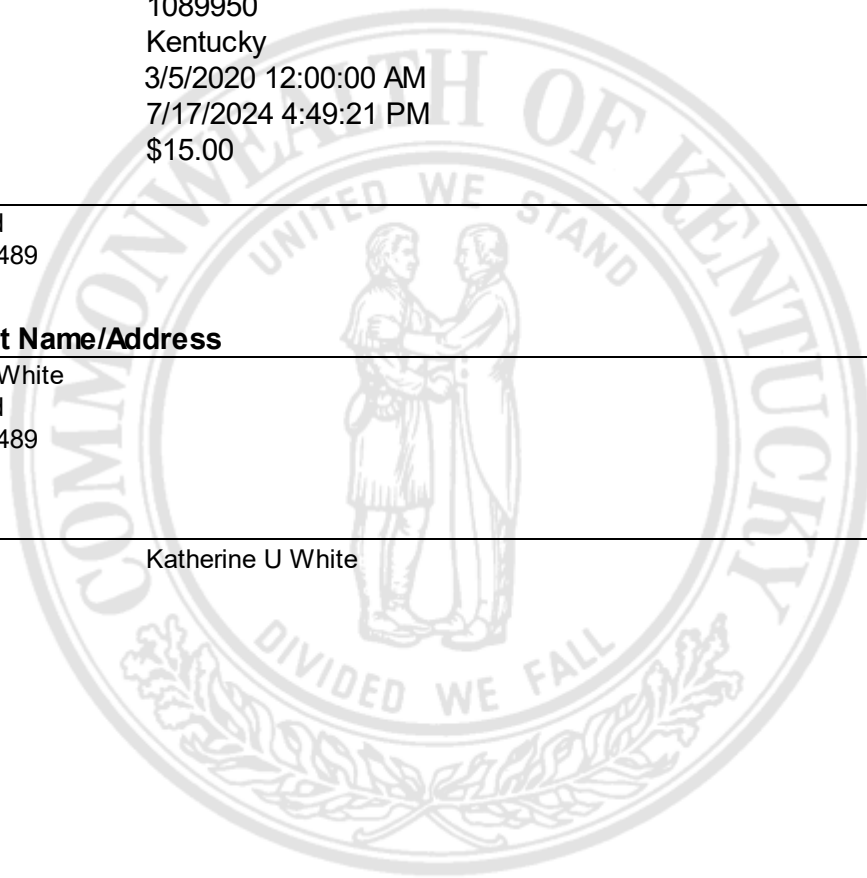 1089950
Kentucky
3/5/2020 12:00:00 AM
7/17/2024 4:49:21 PM
$15.00
489
t Name/Address
White
489
Katherine U White
COMMONWEALTH OF KENTUCKY
UNITED WE STAND
DIVIDED WE FALL